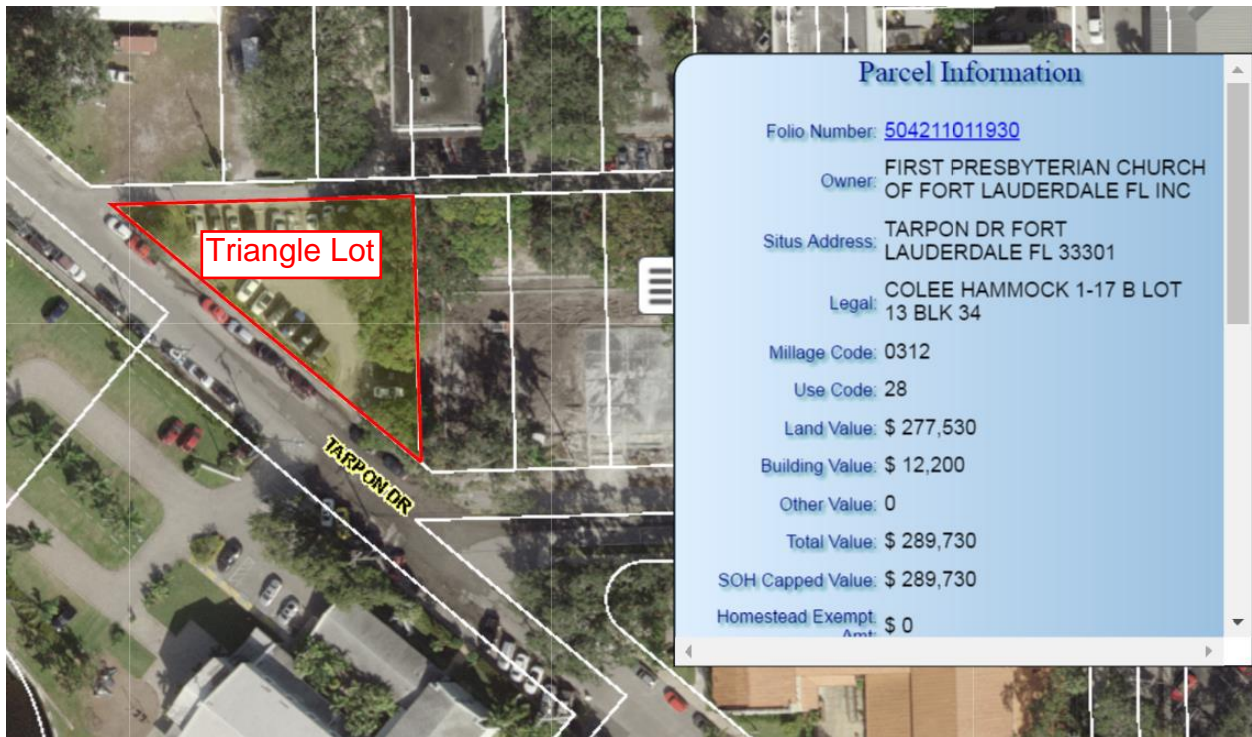 Triangle Lot
TARPON DR
Parcel Information
Folio Number: 504211011930
Owner: FIRST PRESBYTERIAN CHURCH
OF FORT LAUDERDALE FL INC
Situs Address: TARPON DR FORT
LAUDERDALE FL 33301
Legal: COLEE HAMMOCK 1-17 B LOT
13 BLK 34
Millage Code: 0312
Use Code: 28
Land Value: $ 277,530
Building Value: $ 12,200
Other Value: 0
Total Value: $ 289,730
SOH Capped Value: $ 289,730
Homestead Exempt $ 0
Amt: